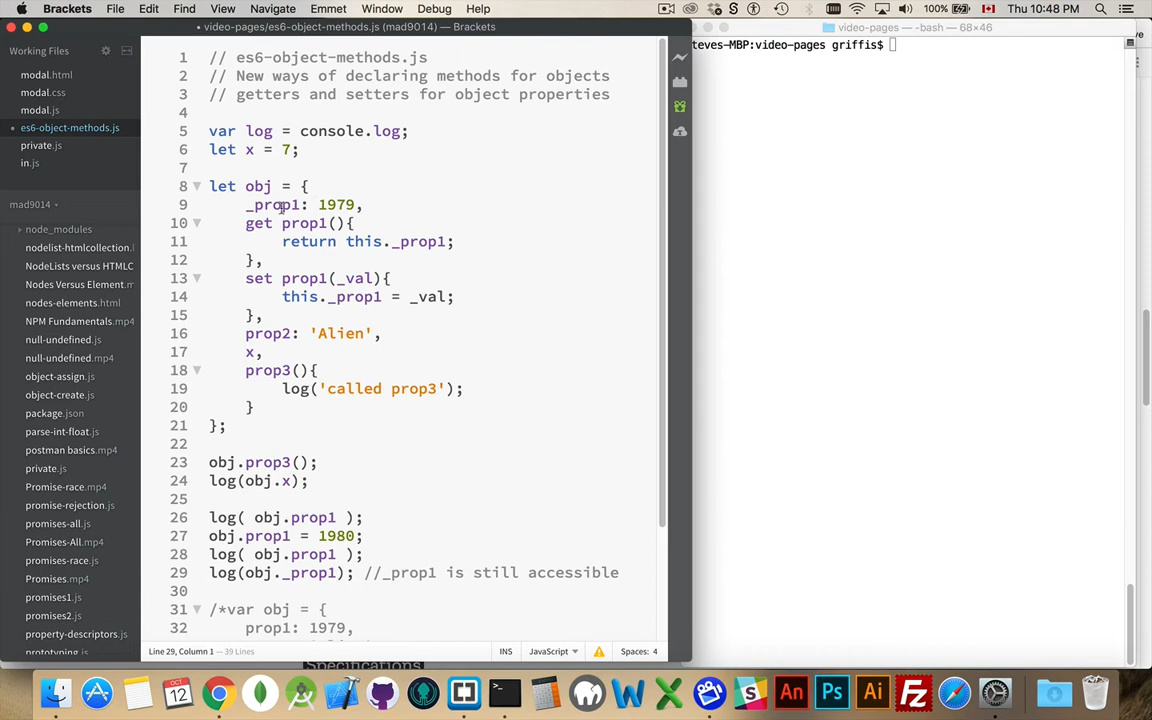 Brackets File Edit Find View Navigate Emmet Window Debug Help
100% Thu 10:48 PM
• video-pages/es6-object-methods.js (mad9014) — Brackets
video-pages — -bash — 68×46
Working Files
modal.html
modal.css
modal.js
es6-object-methods.js
private.js
in.js
mad9014
node_modules
nodelist-htmlcollection.
NodeLists versus HTMLC
Nodes Versus Element.m
nodes-elements.html
NPM Fundamentals.mp4
null-undefined.js
null-undefined.mp4
object-assign.js
object-create.js
package.json
parse-int-float.js
postman basics.mp4
private.js
Promise-race.mp4
promise-rejection.js
promises-all.js
Promises-All.mp4
promises-race.js
Promises.mp4
promises1.js
promises2.js
property-descriptors.js
prototyping.js
1 // es6-object-methods.js
2 // New ways of declaring methods for objects
3 // getters and setters for object properties
4
5 var log = console.log;
6 let x = 7;
7
8 let obj = {
9 _prop1: 1979,
10 get prop1(){
11 return this._prop1;
12 },
13 set prop1(_val){
14 this._prop1 = _val;
15 },
16 prop2: 'Alien',
17 x,
18 prop3(){
19 log('called prop3');
20 }
21 };
22
23 obj.prop3();
24 log(obj.x);
25
26 log( obj.prop1 );
27 obj.prop1 = 1980;
28 log( obj.prop1 );
29 log(obj._prop1); //_prop1 is still accessible
30
31 /*var obj = {
32 prop1: 1979,
Line 29, Column 1 — 39 Lines
INS JavaScript Spaces: 4
teves-MBP:video-pages griffis$
Specifications